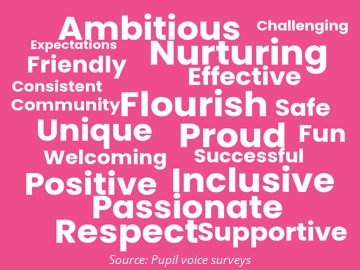 Ambitious Challenging
Expectations Nurturing
Friendly Effective
Consistent
Community Flourish Safe
Unique Proud Fun
Welcoming Successful
Positive Inclusive
Passionate
Respect Supportive
Source: Pupil voice surveys